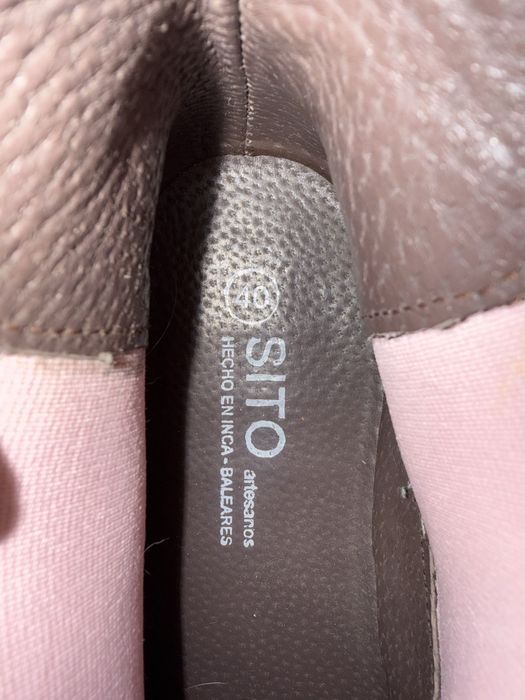 40
SITO
artesanos
HECHO EN INCA - BALEARES